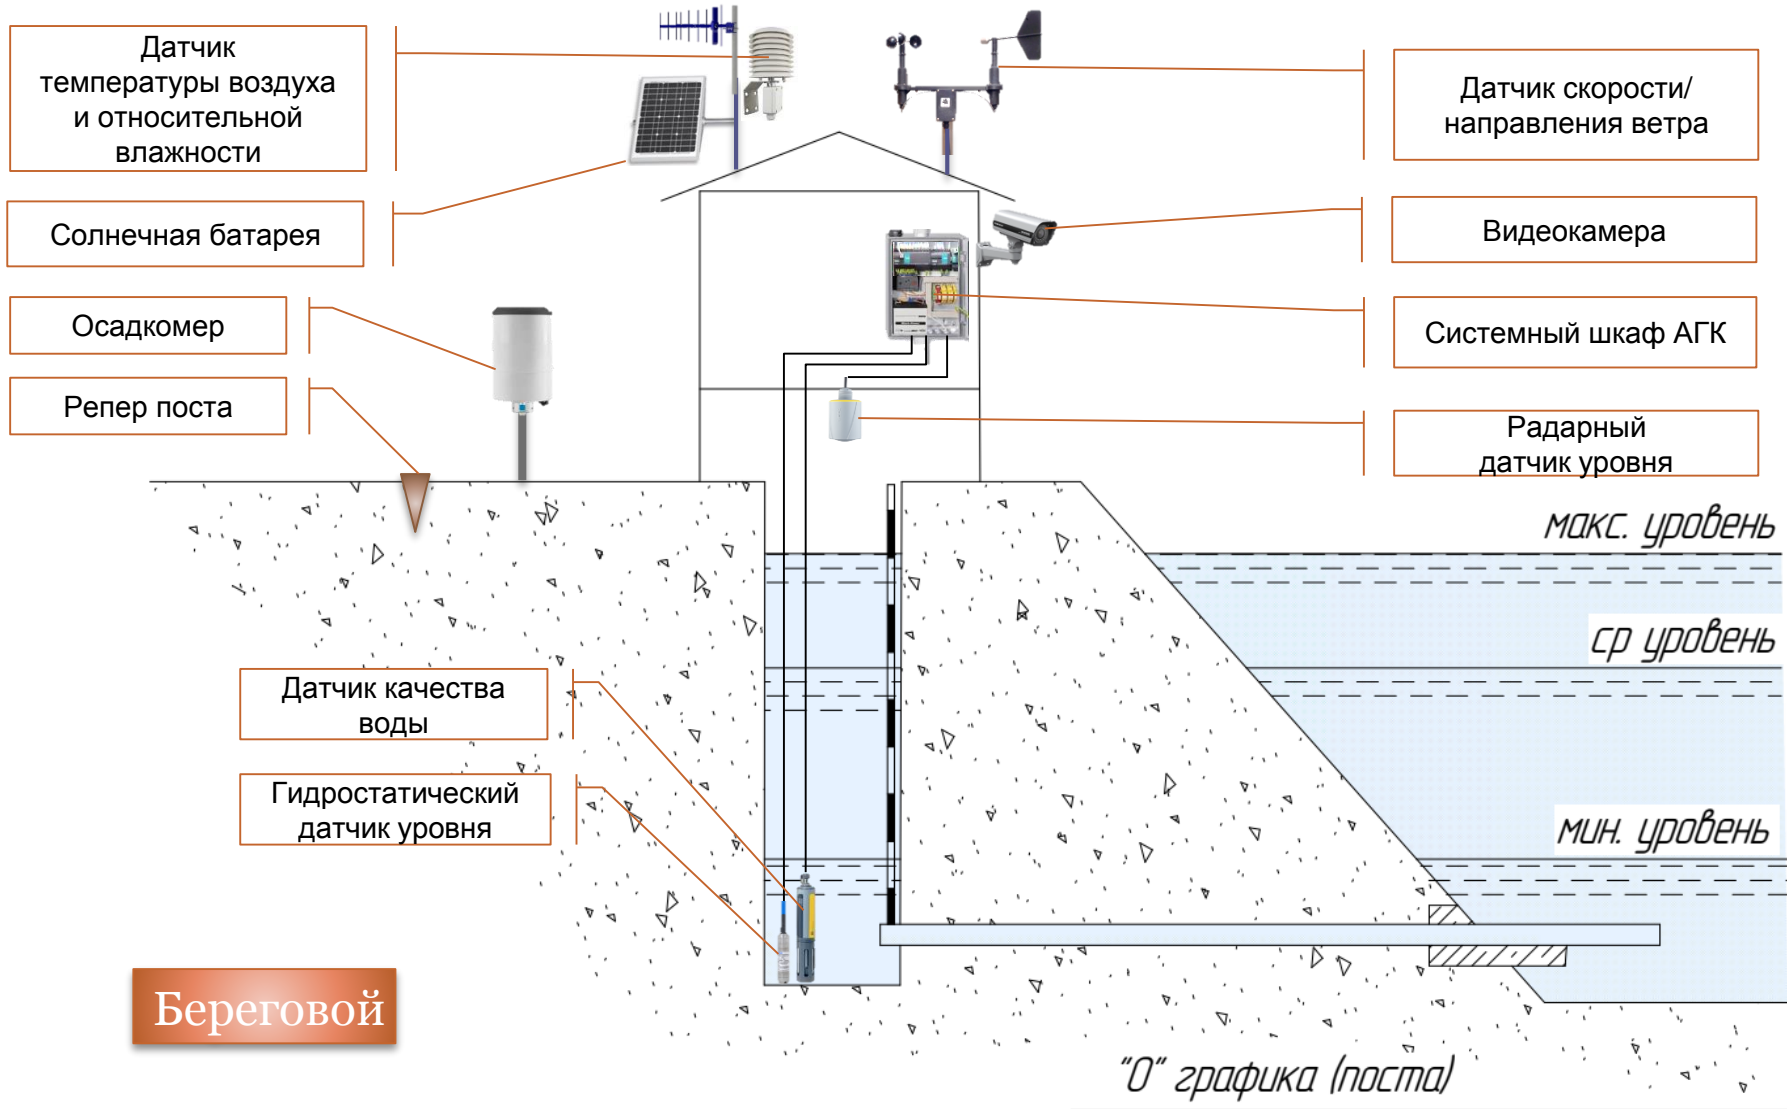 Датчик
температуры воздуха
и относительной
влажности
Солнечная батарея
Осадкомер
Репер поста
Датчик скорости/
направления ветра
Видеокамера
Системный шкаф АГК
Радарный
датчик уровня
макс. уровень
ср уровень
мин. уровень
Датчик качества
воды
Гидростатический
датчик уровня
Береговой
"0" графика (поста)